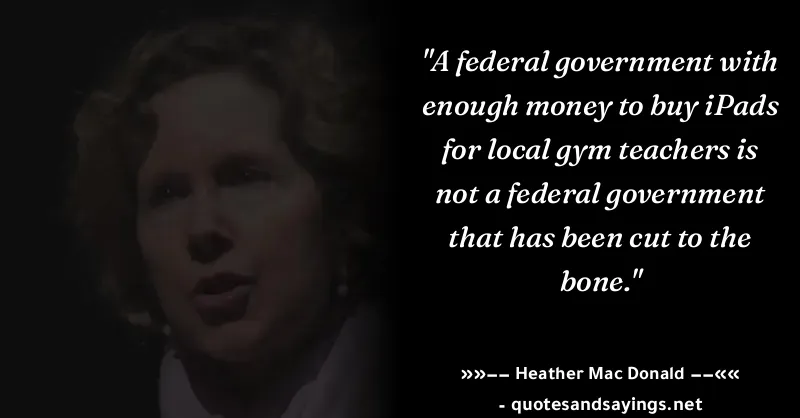 "A federal government with
enough money to buy iPads
for local gym teachers is
not a federal government
that has been cut to the
bone."
»»−− Heather Mac Donald −−««
- quotesandsayings.net